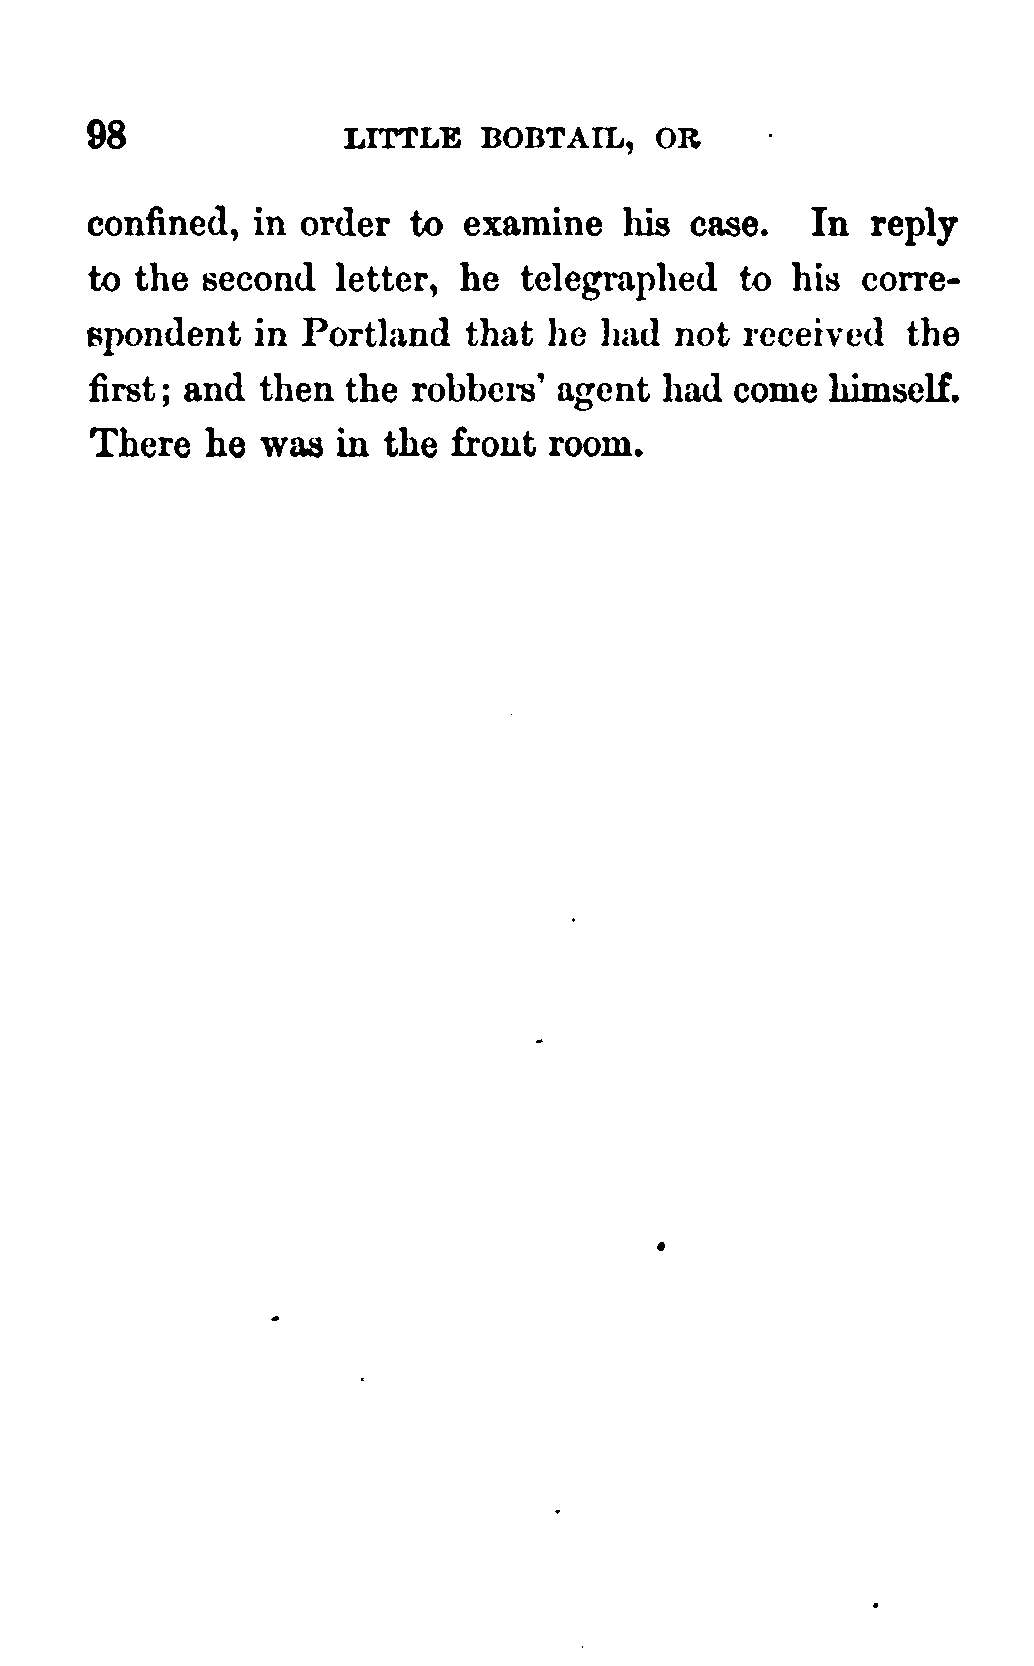 98 LITTLE BOBTAIL, OR
confined, in order to examine his case. In reply
to the second letter, he telegraphed to his corre-
spondent in Portland that he had not received the
first; and then the robbers' agent had come himself.
There he was in the front room.